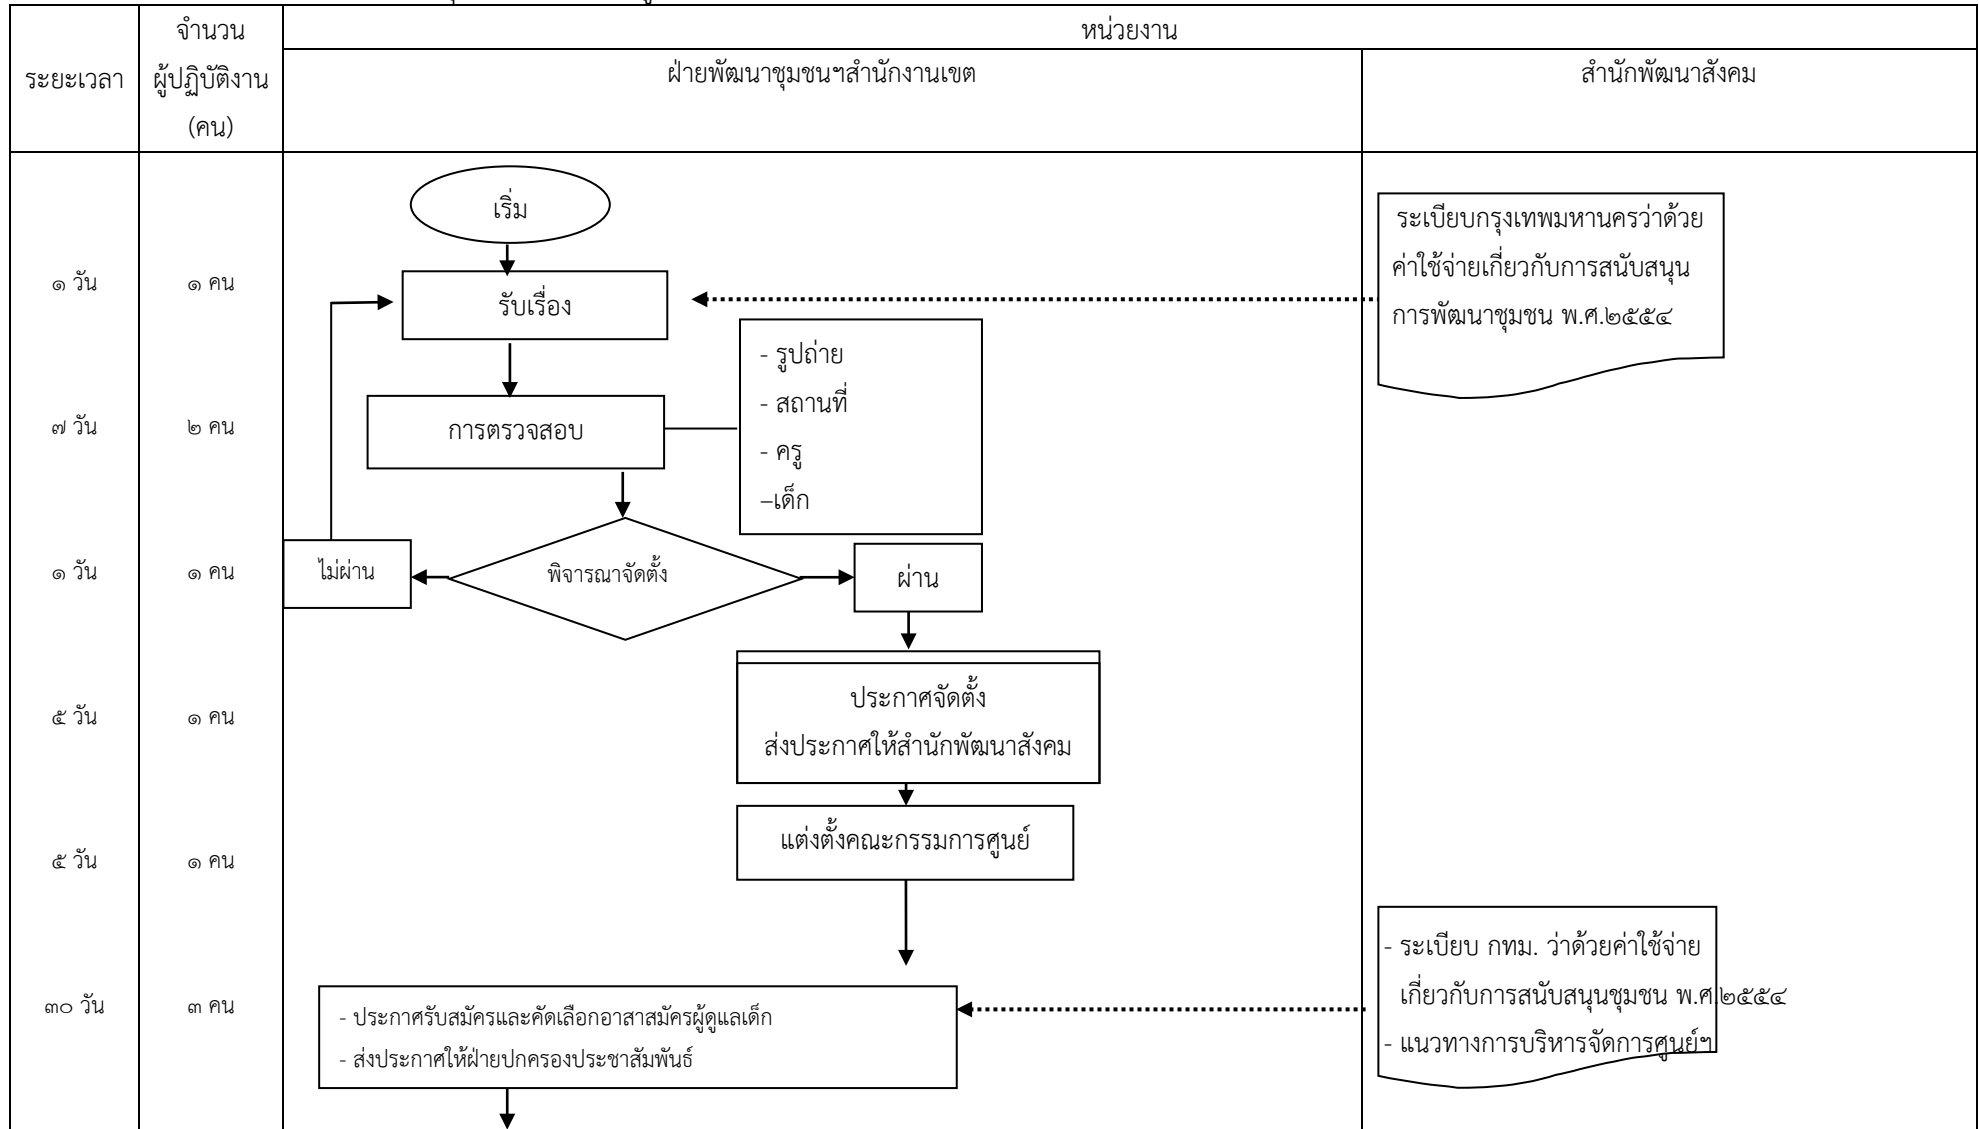 จำนวน
ผู้ปฏิบัติงาน
(คน)
ระยะเวลา
หน่วยงาน
ฝ่ายพัฒนาชุมชนฯสำนักงานเขต
สำนักพัฒนาสังคม
เริ่ม
ระเบียบกรุงเทพมหานครว่าด้วย
ค่าใช้จ่ายเกี่ยวกับการสนับสนุน
การพัฒนาชุมชน พ.ศ.๒๕๕๔
๑ วัน
๑ คน
รับเรื่อง
- รูปถ่าย
- สถานที่
- ครู
–เด็ก
๗ วัน
๒ คน
การตรวจสอบ
๑ วัน
๑ คน
ไม่ผ่าน
พิจารณาจัดตั้ง
ผ่าน
๕ วัน
๑ คน
ประกาศจัดตั้ง
ส่งประกาศให้สำนักพัฒนาสังคม
๕ วัน
๑ คน
แต่งตั้งคณะกรรมการศูนย์
๓๐ วัน
๓ คน
- ประกาศรับสมัครและคัดเลือกอาสาสมัครผู้ดูแลเด็ก
- ส่งประกาศให้ฝ่ายปกครองประชาสัมพันธ์
- ระเบียบ กทม. ว่าด้วยค่าใช้จ่าย
เกี่ยวกับการสนับสนุนชุมชน พ.ศ.๒๕๕๔
- แนวทางการบริหารจัดการศูนย์ฯ